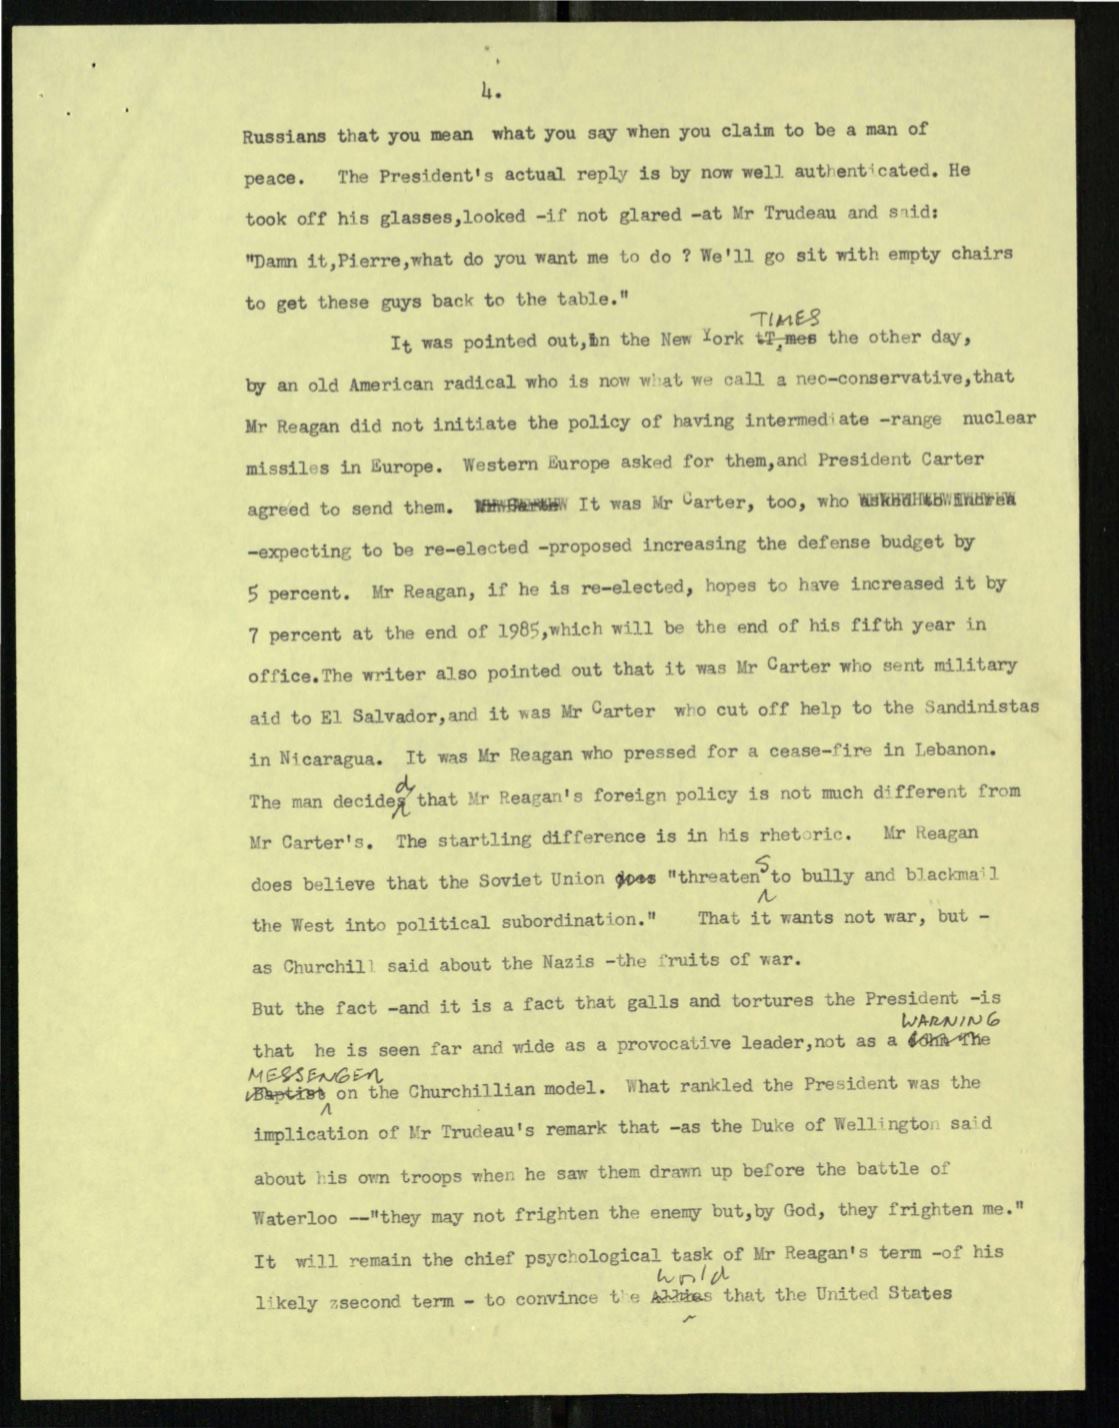 4.
Russians that you mean what you say when you claim to be a man of
peace. The President's actual reply is by now well authenticated. He
took off his glasses,looked -if not glared -at Mr Trudeau and said:
"Damn it,Pierre,what do you want me to do ? We'll go sit with empty chairs
to get these guys back to the table."
TIMES
It was pointed out,in the New York tTimes the other day,
by an old American radical who is now what we call a neo-conservative,that
Mr Reagan did not initiate the policy of having intermediate -range nuclear
missiles in Europe. Western Europe asked for them,and President Carter
agreed to send them. It was Mr Carter, too, who asked to increa
-expecting to be re-elected -proposed increasing the defense budget by
5 percent. Mr Reagan, if he is re-elected, hopes to have increased it by
7 percent at the end of 1985,which will be the end of his fifth year in
office.The writer also pointed out that it was Mr Carter who sent military
aid to El Salvador,and it was Mr Carter who cut off help to the Sandinistas
in Nicaragua. It was Mr Reagan who pressed for a cease-fire in Lebanon.
d
The man decides that Mr Reagan's foreign policy is not much different from
Mr Carter's. The startling difference is in his rhetoric. Mr Reagan
does believe that the Soviet Union does "threatens to bully and blackmail
the West into political subordination." That it wants not war, but -
as Churchill said about the Nazis -the fruits of war.
But the fact -and it is a fact that galls and tortures the President -is
WARNING
that he is seen far and wide as a provocative leader,not as a John The
MESSENGER
Baptist on the Churchillian model. What rankled the President was the
implication of Mr Trudeau's remark that -as the Duke of Wellington said
about his own troops when he saw them drawn up before the battle of
Waterloo --"they may not frighten the enemy but,by God, they frighten me."
It will remain the chief psychological task of Mr Reagan's term -of his
world
likely zsecond term - to convince the Allies that the United States